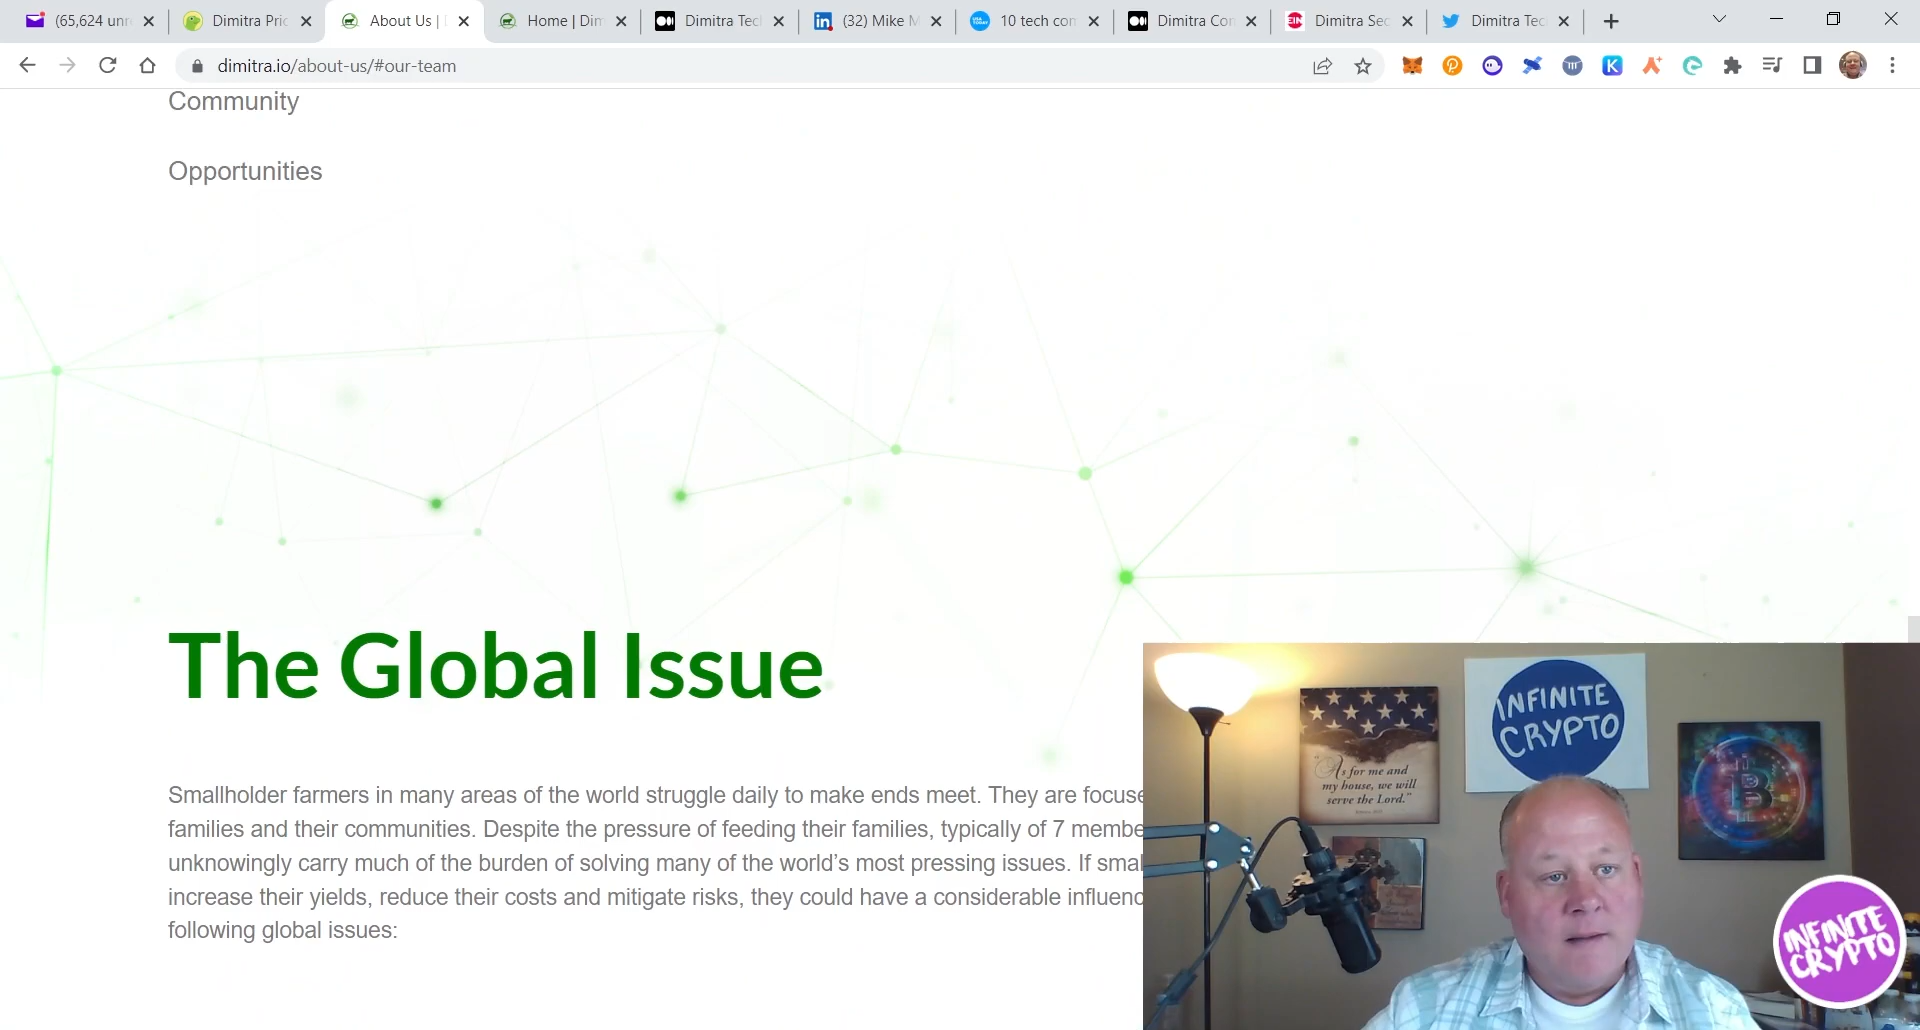 (65,624 unr
Dimitra Pric
About Us |
Home | Dim
Dimitra Tec
(32) Mike M
10 tech con
Dimitra Con
EIN
Dimitra Sec
Dimitra Tec
dimitra.io/about-us/#our-team
Community
Opportunities
The Global Issue
Smallholder farmers in many areas of the world struggle daily to make ends meet. They are focuse
families and their communities. Despite the pressure of feeding their families, typically of 7 membe
unknowingly carry much of the burden of solving many of the world's most pressing issues. If smal
increase their yields, reduce their costs and mitigate risks, they could have a considerable influenc
following global issues:
INFINITE
CRYPTO
"As for me and
my house, we will
serve the Lord."
INFINITE
CRYPTO